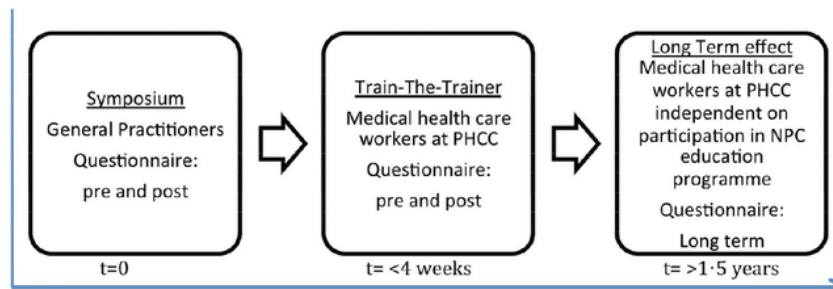 Symposium
General Practitioners
Questionnaire:
pre and post
t=0
Train-The-Trainer
Medical health care
workers at PHCC
Questionnaire:
pre and post
t= <4 weeks
Long Term effect
Medical health care
workers at PHCC
independent on
participation in NPC
education
programme
Questionnaire:
Long term
t= >1·5 years